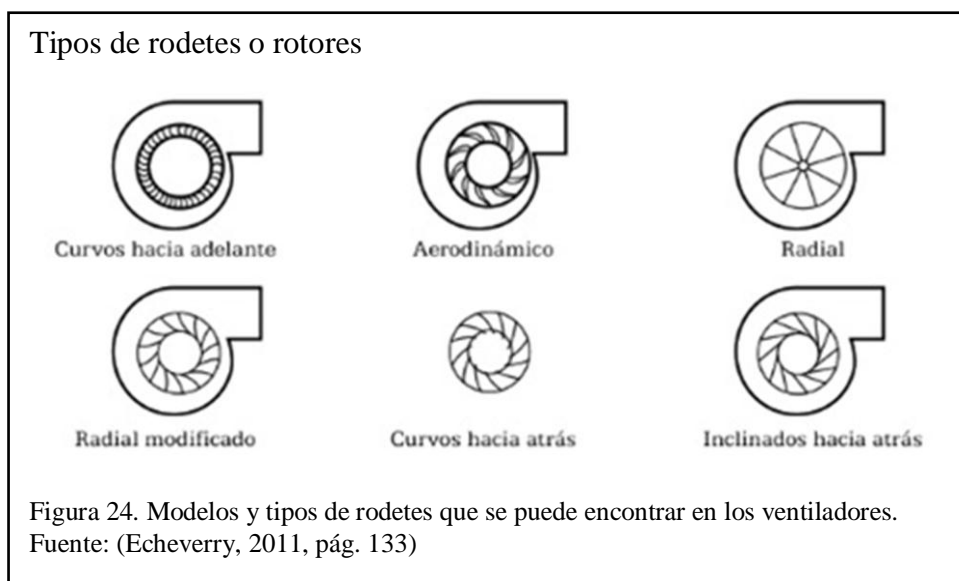 Tipos de rodetes o rotores
Curvos hacia adelante
Aerodinámico
Radial
Radial modificado
Curvos hacia atrás
Inclinados hacia atrás
Figura 24. Modelos y tipos de rodetes que se puede encontrar en los ventiladores.
Fuente: (Echeverry, 2011, pág. 133)